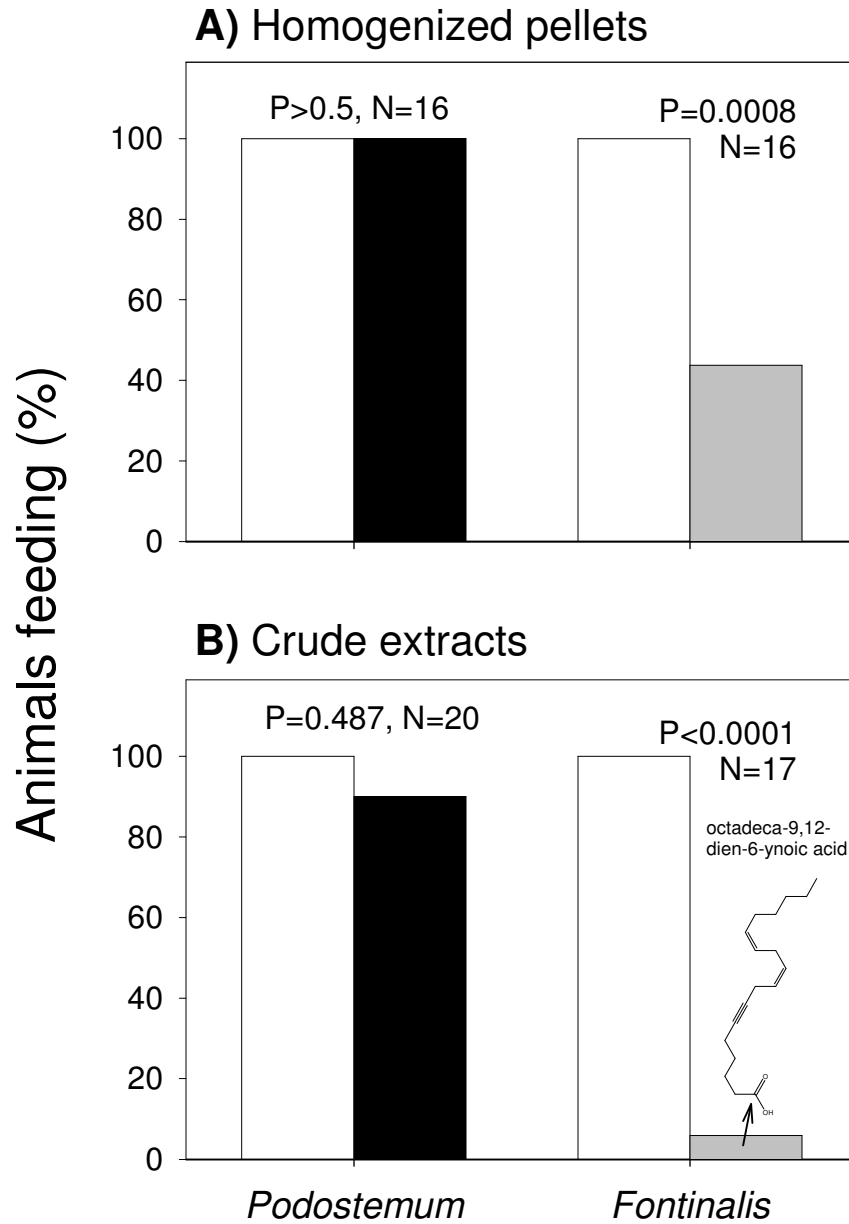 A) Homogenized pellets
P>0.5, N=16
P=0.0008
N=16
100
80
60
40
20
0
Animals feeding (%)
B) Crude extracts
P=0.487, N=20
P<0.0001
N=17
100
80
60
40
20
0
octadeca-9,12-
dien-6-ynoic acid
O
OH
Podostemum
Fontinalis